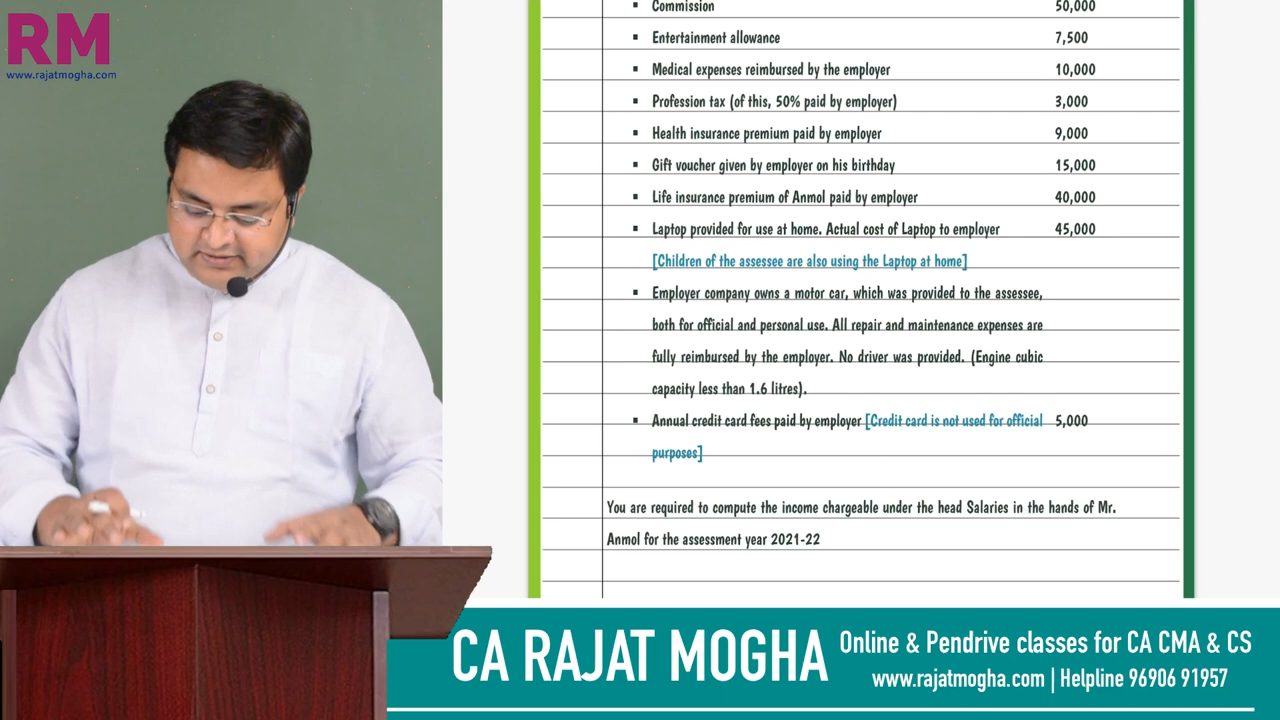 RM
www.rajatmogha.com
▪ Commission 50,000
▪ Entertainment allowance 7,500
▪ Medical expenses reimbursed by the employer 10,000
▪ Profession tax (of this, 50% paid by employer) 3,000
▪ Health insurance premium paid by employer 9,000
▪ Gift voucher given by employer on his birthday 15,000
▪ Life insurance premium of Anmol paid by employer 40,000
▪ Laptop provided for use at home. Actual cost of Laptop to employer 45,000
[Children of the assessee are also using the Laptop at home]
▪ Employer company owns a motor car, which was provided to the assessee,
both for official and personal use. All repair and maintenance expenses are
fully reimbursed by the employer. No driver was provided. (Engine cubic
capacity less than 1.6 litres).
▪ Annual credit card fees paid by employer [Credit card is not used for official 5,000
purposes]
You are required to compute the income chargeable under the head Salaries in the hands of Mr.
Anmol for the assessment year 2021-22
CA RAJAT MOGHA
Online & Pendrive classes for CA CMA & CS
www.rajatmogha.com | Helpline 96906 91957